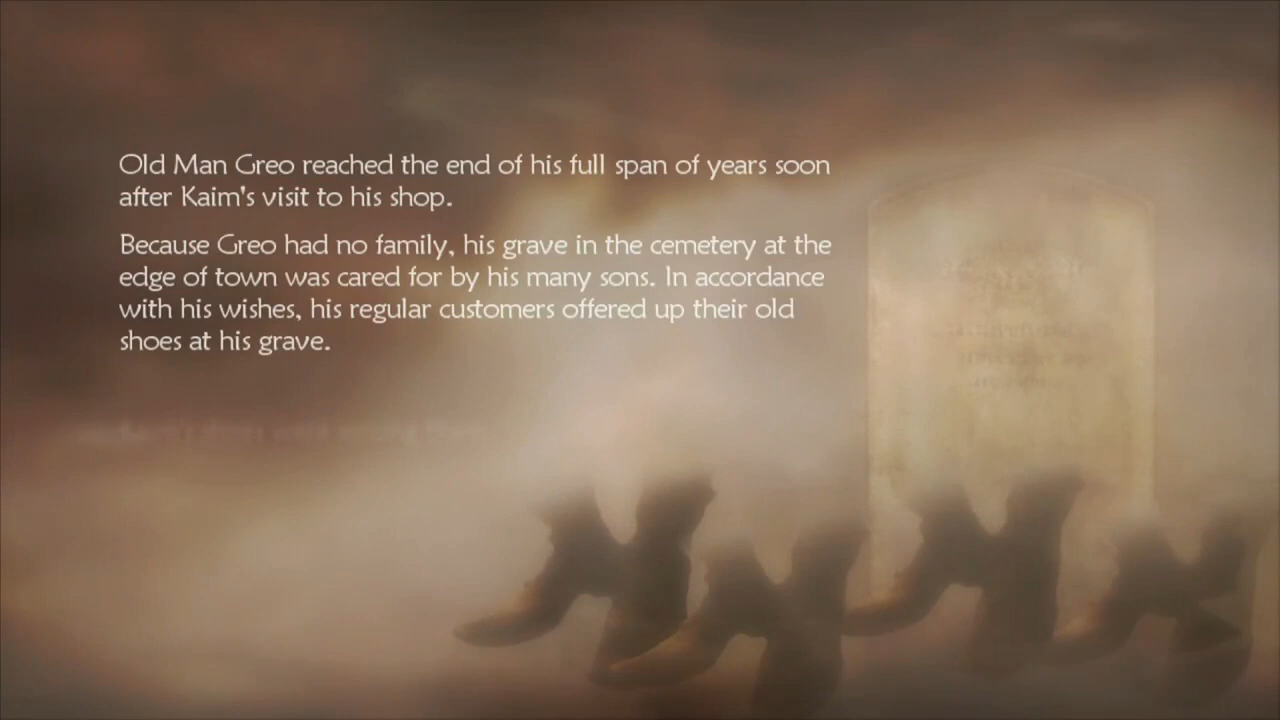 Old Man Greo reached the end of his full span of years soon
after Kaim's visit to his shop.
Because Greo had no family, his grave in the cemetery at the
edge of town was cared for by his many sons. In accordance
with his wishes, his regular customers offered up their old
shoes at his grave.